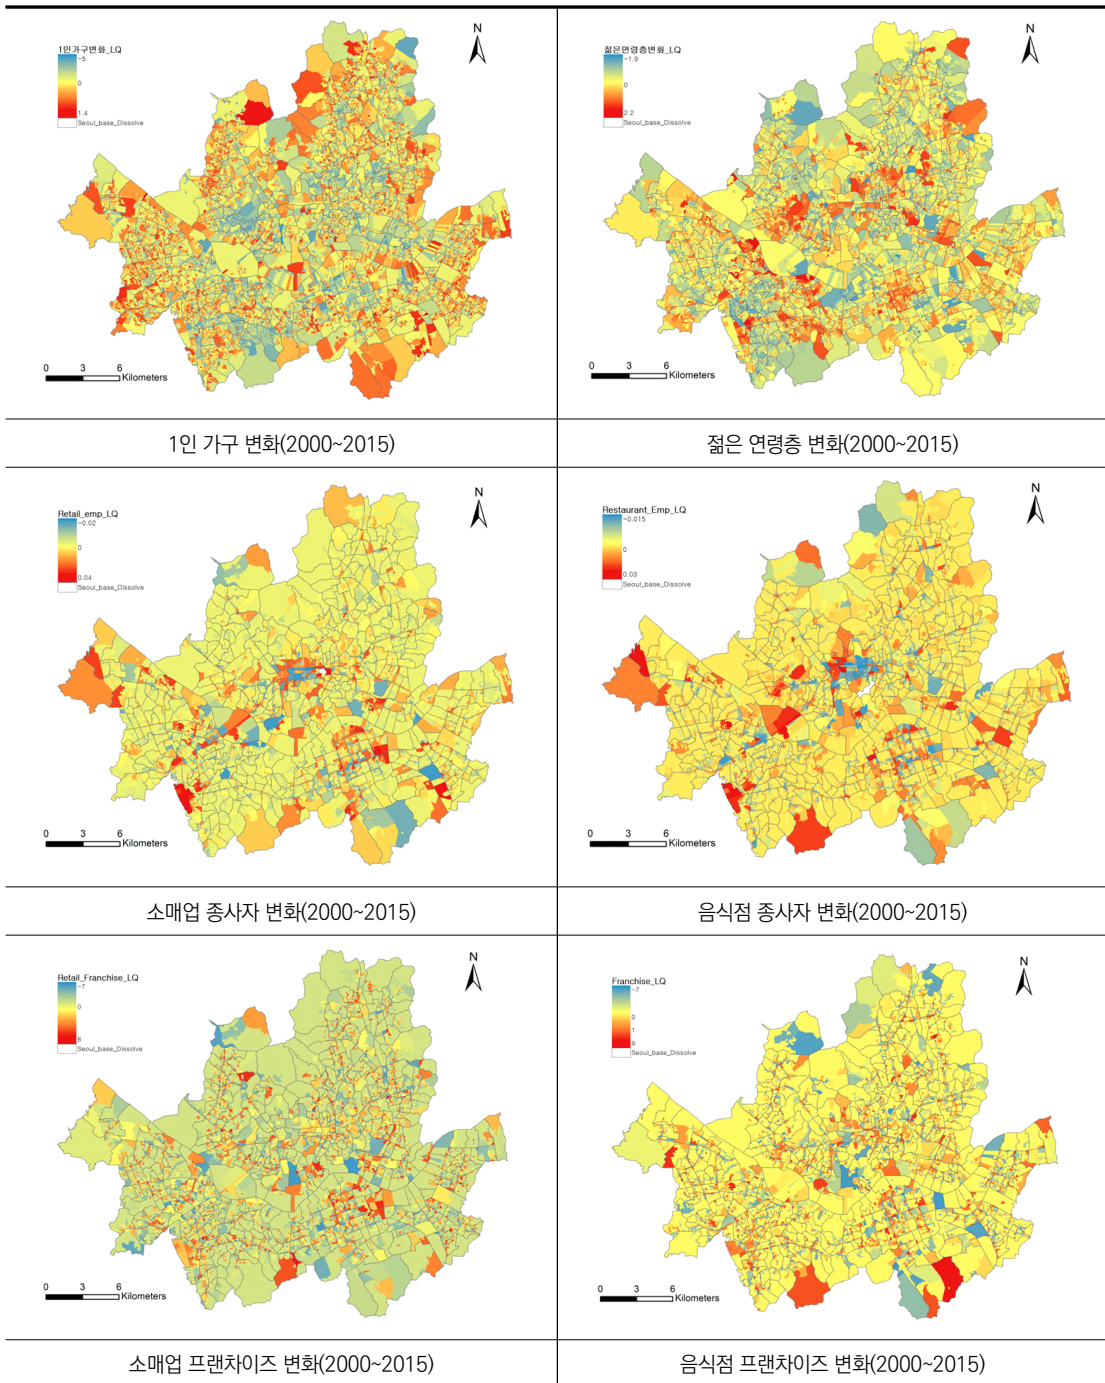 N
1인가구변화_LQ
-5
0
1.4
Seoul_base_Dissolve
0 3 6
Kilometers
N
젊은연령층변화_LQ
-1.9
0
2.2
Seoul_base_Dissolve
0 3 6
Kilometers
1인 가구 변화(2000~2015)
젊은 연령층 변화(2000~2015)
N
Retail_emp_LQ
-0.02
0
0.04
Seoul_base_Dissolve
0 3 6
Kilometers
N
Restaurant_Emp_LQ
-0.015
0
0.03
Seoul_base_Dissolve
0 3 6
Kilometers
소매업 종사자 변화(2000~2015)
음식점 종사자 변화(2000~2015)
N
Retail_Franchise_LQ
-7
0
8
Seoul_base_Dissolve
0 3 6
Kilometers
N
Franchise_LQ
-7
0
1
9
Seoul_base_Dissolve
0 3 6
Kilometers
소매업 프랜차이즈 변화(2000~2015)
음식점 프랜차이즈 변화(2000~2015)